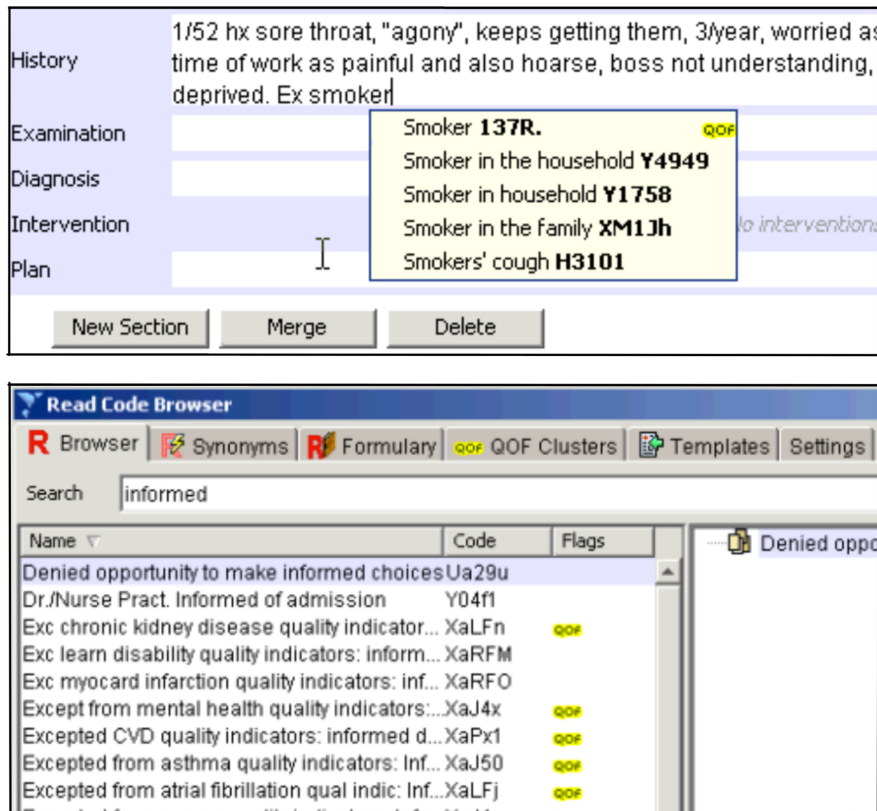 History
1/52 hx sore throat, "agony", keeps getting them, 3/year, worried as
time of work as painful and also hoarse, boss not understanding,
deprived. Ex smoker
Examination
Smoker 137R. QOF
Smoker in the household Y4949
Diagnosis
Smoker in household Y1758
Intervention
Smoker in the family XM1Jh
interventions
Plan
Smokers' cough H3101
New Section Merge Delete
Read Code Browser
R Browser Synonyms R Formulary QOF QOF Clusters Templates Settings
Search informed
Name Code Flags
Denied oppo
Denied opportunity to make informed choices Ua29u
Dr./Nurse Pract. Informed of admission Y04f1
Exc chronic kidney disease quality indicator... XaLFn QOF
Exc learn disability quality indicators: inform... XaRFM
Exc myocard infarction quality indicators: inf... XaRFO
Except from mental health quality indicators:... XaJ4x QOF
Excepted CVD quality indicators: informed d... XaPx1 QOF
Excepted from asthma quality indicators: Inf... XaJ50 QOF
Excepted from atrial fibrillation qual indic: Inf... XaLFj QOF